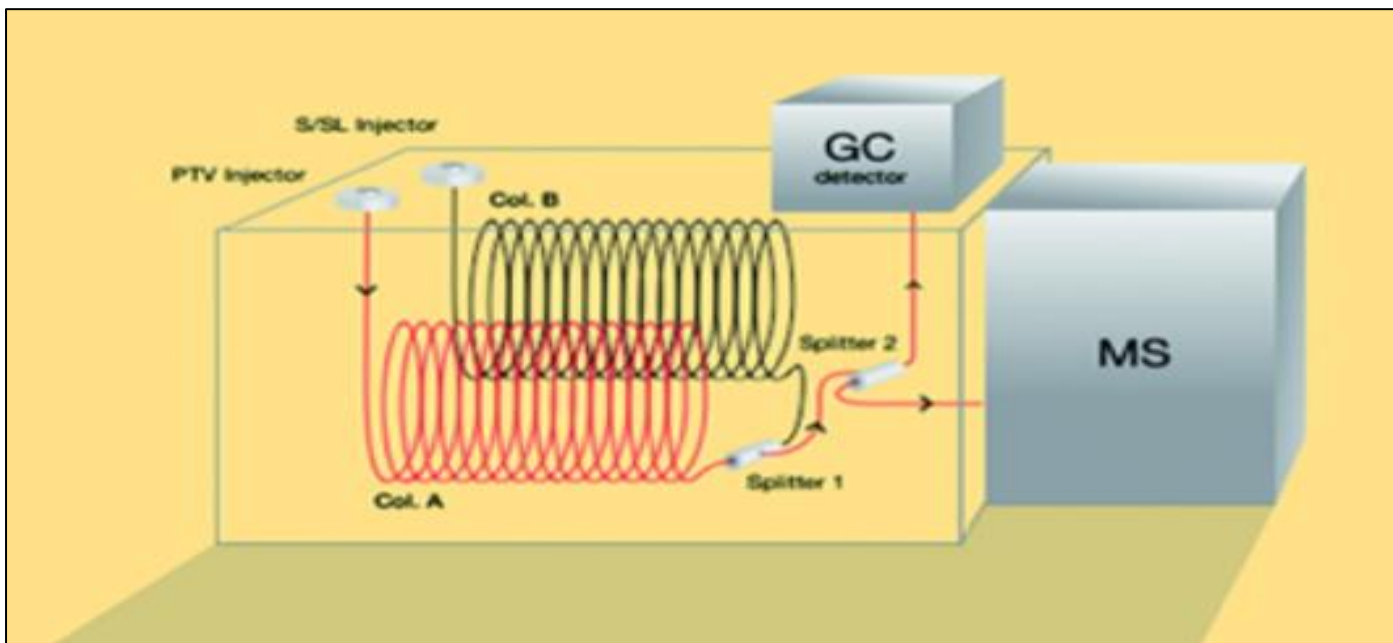 S/SL Injector
PTV Injector
Col. B
GC
detector
Splitter 2
MS
Splitter 1
Col. A